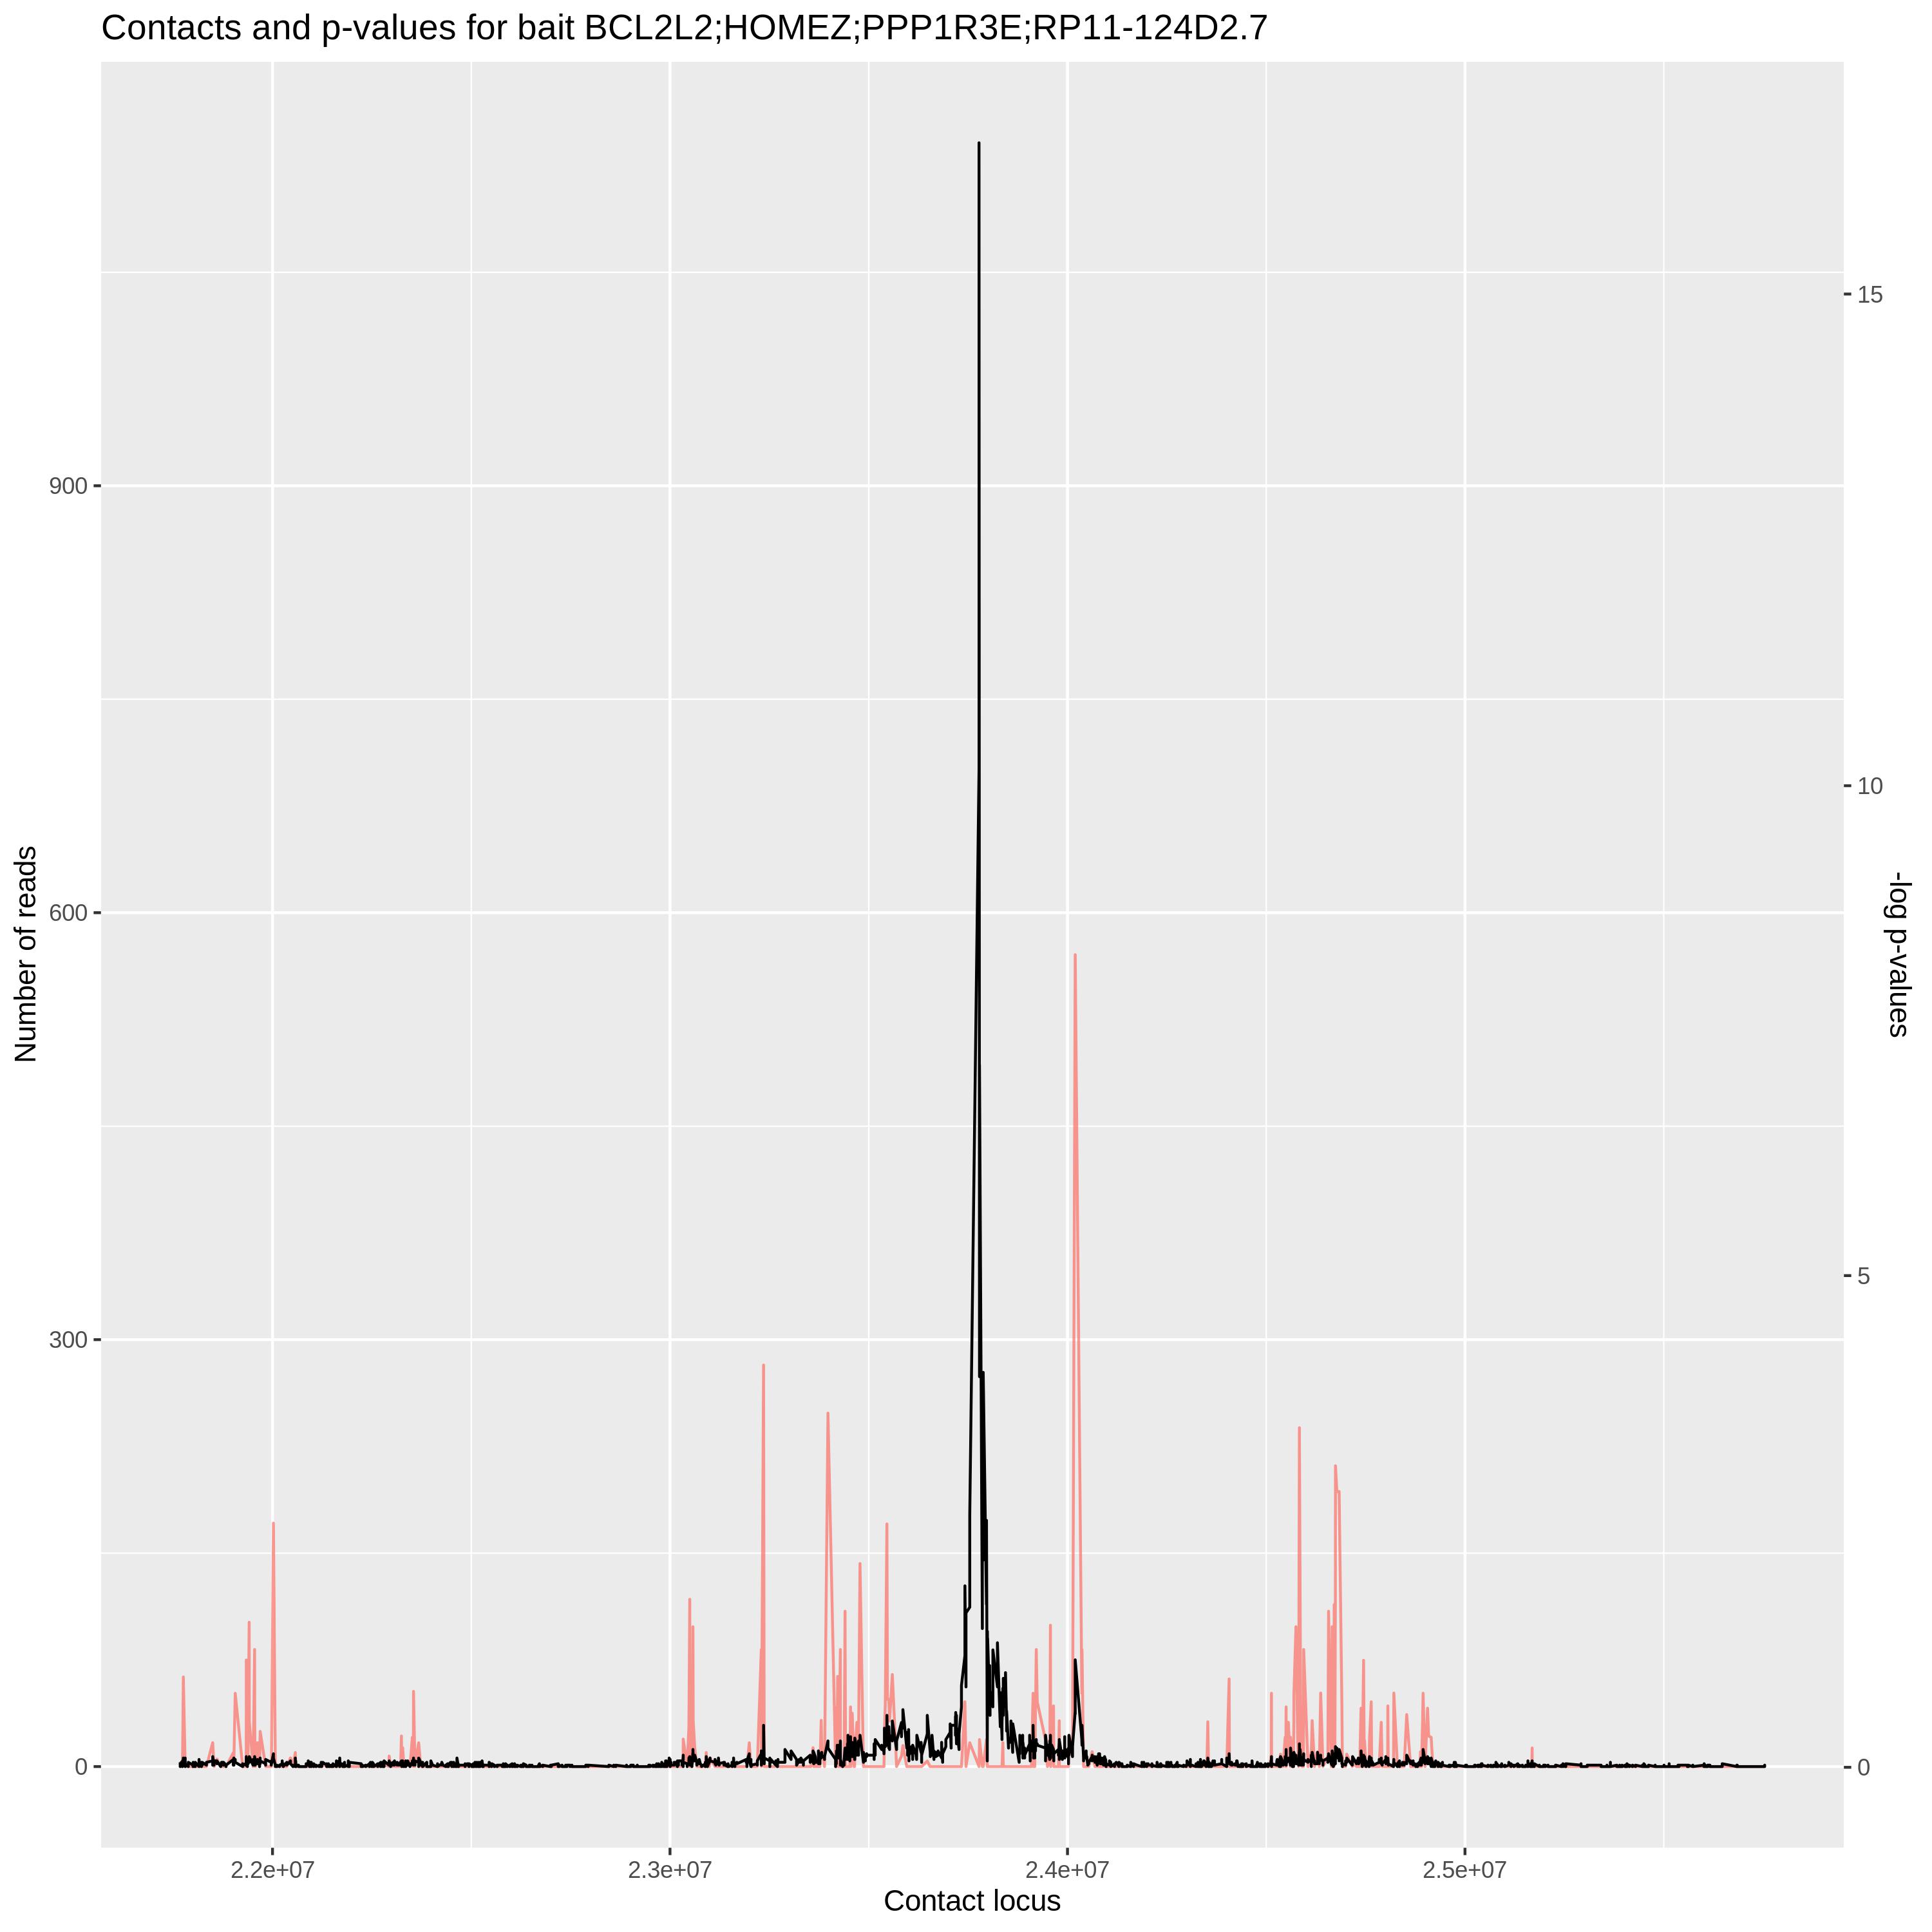 Contacts and p-values for bait BCL2L2;HOMEZ;PPP1R3E;RP11-124D2.7
900
600
300
0
Number of reads
15
10
5
0
-log p-values
2.2e+07
2.3e+07
2.4e+07
2.5e+07
Contact locus